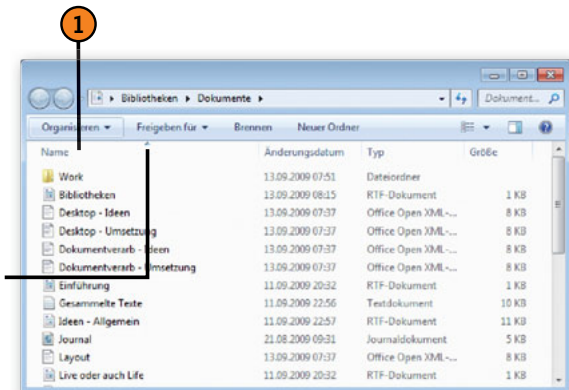 1
Bibliotheken Dokumente Dokument...
Organisieren Freigeben für Brennen Neuer Ordner
Name Änderungsdatum Typ Größe
Work 13.09.2009 07:51 Dateiordner
Bibliotheken 13.09.2009 08:15 RTF-Dokument 1 KB
Desktop - Ideen 13.09.2009 07:37 Office Open XML-... 8 KB
Desktop - Umsetzung 13.09.2009 07:37 Office Open XML-... 8 KB
Dokumentverarb - Ideen 13.09.2009 07:37 Office Open XML-... 8 KB
Dokumentverarb - Umsetzung 13.09.2009 07:37 Office Open XML-... 8 KB
Einführung 11.09.2009 20:32 RTF-Dokument 1 KB
Gesammelte Texte 11.09.2009 22:56 Textdokument 10 KB
Ideen - Allgemein 11.09.2009 22:57 RTF-Dokument 11 KB
Journal 21.08.2009 09:31 Journaldokument 5 KB
Layout 13.09.2009 07:37 Office Open XML-... 8 KB
Live oder auch Life 11.09.2009 20:32 RTF-Dokument 1 KB